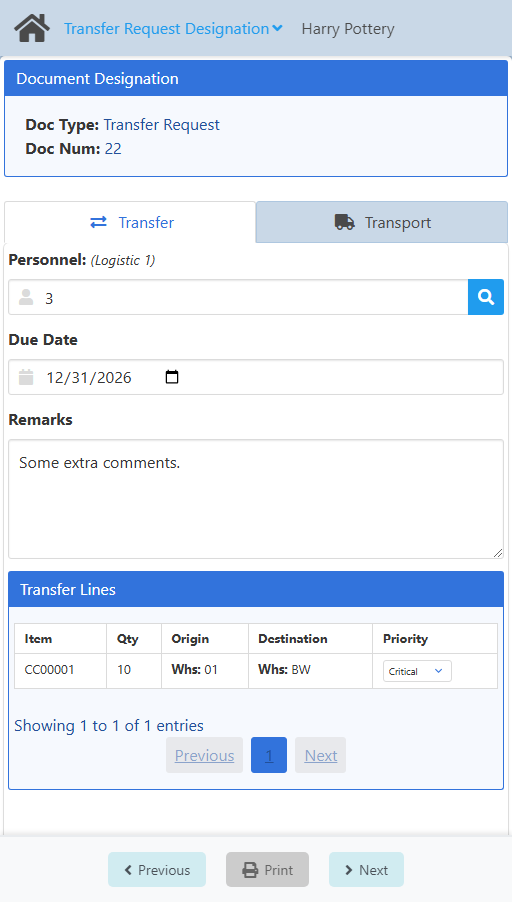 Transfer Request Designation Harry Pottery
Document Designation
Doc Type: Transfer Request
Doc Num: 22
Transfer Transport
Personnel: (Logistic 1)
3
Due Date
12/31/2026
Remarks
Some extra comments.
Transfer Lines
Item Qty Origin Destination Priority
CC00001 10 Whs: 01 Whs: BW Critical
Showing 1 to 1 of 1 entries
Previous 1 Next
Previous Print Next